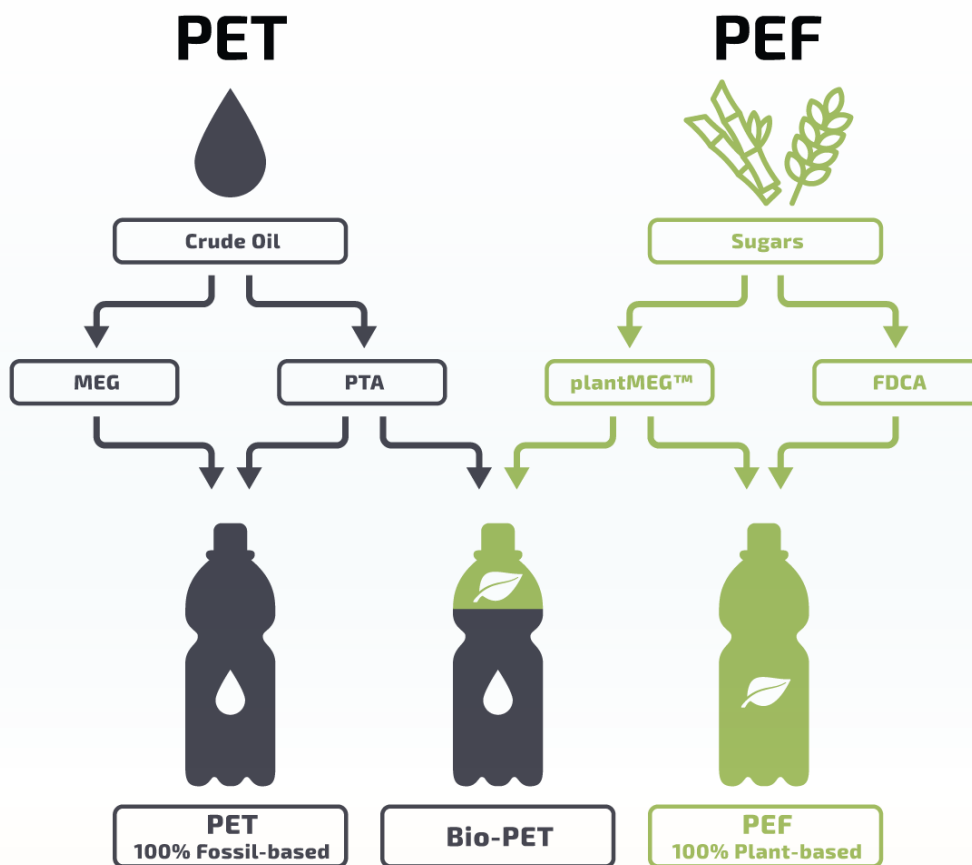 PET
PEF
Crude Oil
Sugars
MEG
PTA
plantMEG™
FDCA
PET
100% Fossil-based
Bio-PET
PEF
100% Plant-based